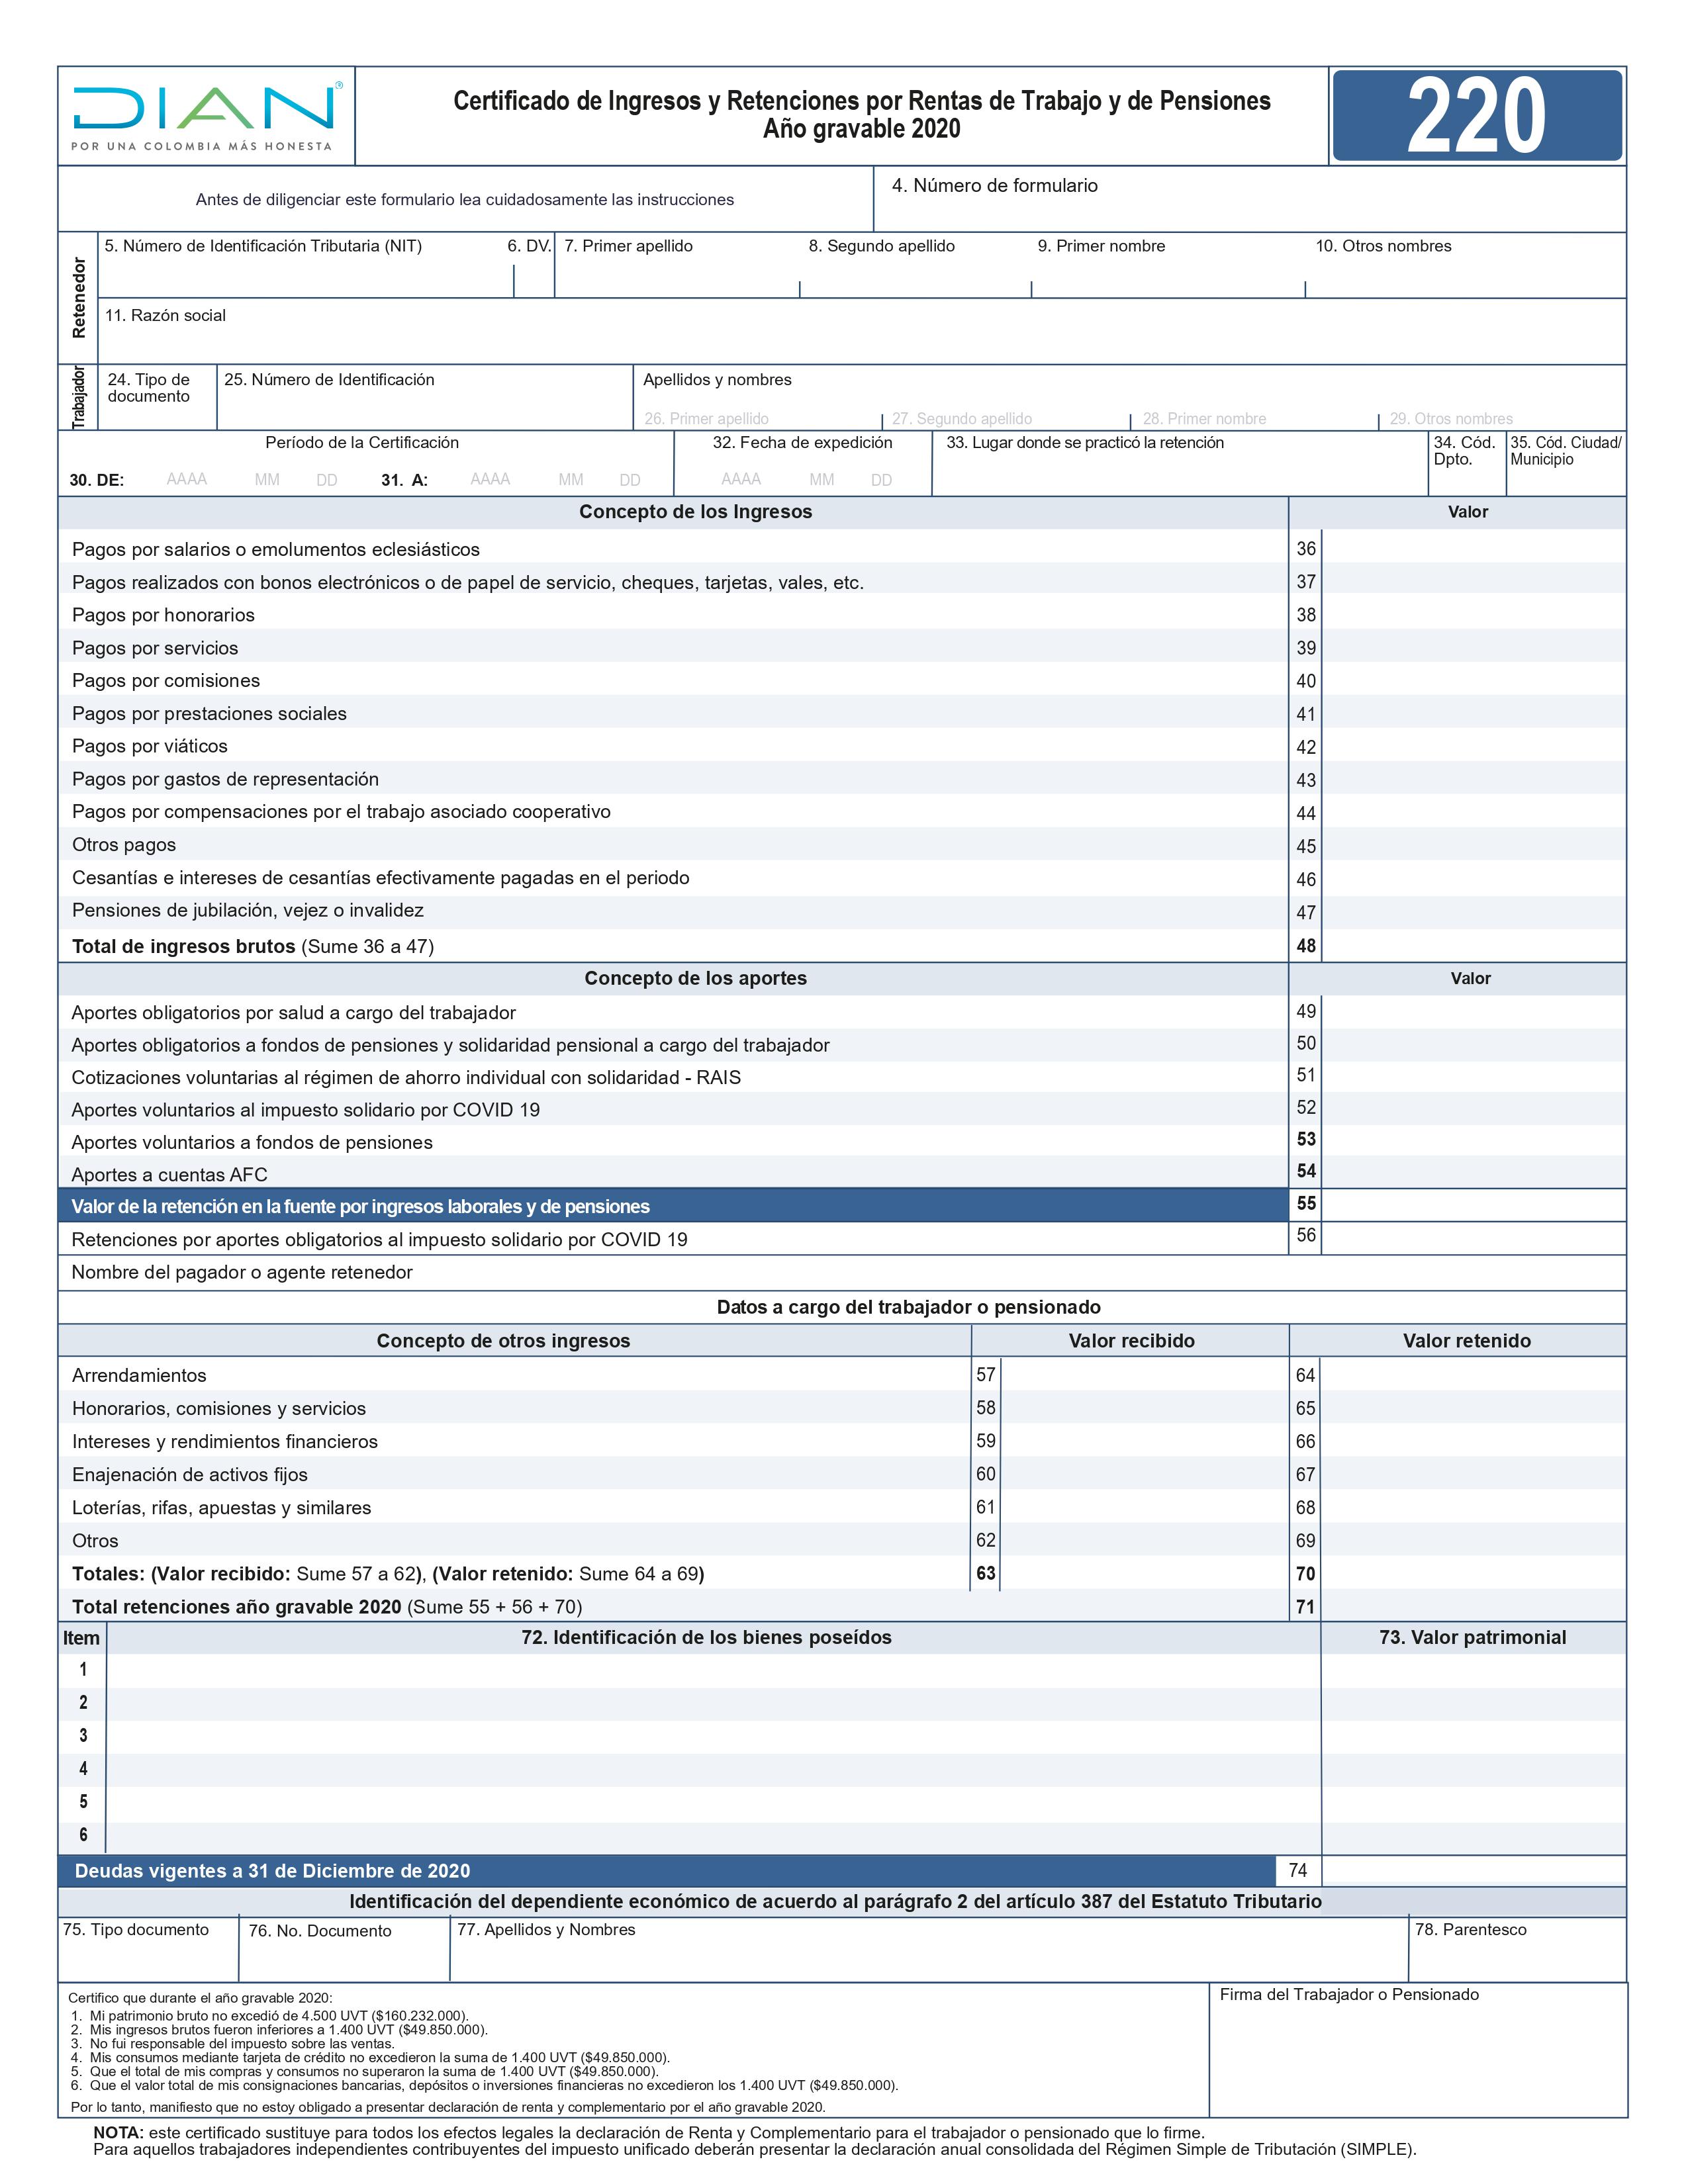 DIAN®
POR UNA COLOMBIA MÁS HONESTA
Certificado de Ingresos y Retenciones por Rentas de Trabajo y de Pensiones
Año gravable 2020
220
Antes de diligenciar este formulario lea cuidadosamente las instrucciones
4. Número de formulario
Retenedor
5. Número de Identificación Tributaria (NIT) 6. DV. 7. Primer apellido 8. Segundo apellido 9. Primer nombre 10. Otros nombres
11. Razón social
Trabajador
24. Tipo de documento
25. Número de Identificación
Apellidos y nombres
26. Primer apellido 27. Segundo apellido 28. Primer nombre 29. Otros nombres
Período de la Certificación
30. DE: AAAA MM DD 31. A: AAAA MM DD
32. Fecha de expedición
AAAA MM DD
33. Lugar donde se practicó la retención
34. Cód. Dpto.
35. Cód. Ciudad/ Municipio
Concepto de los Ingresos Valor
Pagos por salarios o emolumentos eclesiásticos 36
Pagos realizados con bonos electrónicos o de papel de servicio, cheques, tarjetas, vales, etc. 37
Pagos por honorarios 38
Pagos por servicios 39
Pagos por comisiones 40
Pagos por prestaciones sociales 41
Pagos por viáticos 42
Pagos por gastos de representación 43
Pagos por compensaciones por el trabajo asociado cooperativo 44
Otros pagos 45
Cesantías e intereses de cesantías efectivamente pagadas en el periodo 46
Pensiones de jubilación, vejez o invalidez 47
Total de ingresos brutos (Sume 36 a 47) 48
Concepto de los aportes Valor
Aportes obligatorios por salud a cargo del trabajador 49
Aportes obligatorios a fondos de pensiones y solidaridad pensional a cargo del trabajador 50
Cotizaciones voluntarias al régimen de ahorro individual con solidaridad - RAIS 51
Aportes voluntarios al impuesto solidario por COVID 19 52
Aportes voluntarios a fondos de pensiones 53
Aportes a cuentas AFC 54
Valor de la retención en la fuente por ingresos laborales y de pensiones 55
Retenciones por aportes obligatorios al impuesto solidario por COVID 19 56
Nombre del pagador o agente retenedor
Datos a cargo del trabajador o pensionado
Concepto de otros ingresos Valor recibido Valor retenido
Arrendamientos 57 64
Honorarios, comisiones y servicios 58 65
Intereses y rendimientos financieros 59 66
Enajenación de activos fijos 60 67
Loterías, rifas, apuestas y similares 61 68
Otros 62 69
Totales: (Valor recibido: Sume 57 a 62), (Valor retenido: Sume 64 a 69) 63 70
Total retenciones año gravable 2020 (Sume 55 + 56 + 70) 71
Item 72. Identificación de los bienes poseídos 73. Valor patrimonial
1
2
3
4
5
6
Deudas vigentes a 31 de Diciembre de 2020 74
Identificación del dependiente económico de acuerdo al parágrafo 2 del artículo 387 del Estatuto Tributario
75. Tipo documento 76. No. Documento 77. Apellidos y Nombres 78. Parentesco
Certifico que durante el año gravable 2020:
1. Mi patrimonio bruto no excedió de 4.500 UVT ($160.232.000).
2. Mis ingresos brutos fueron inferiores a 1.400 UVT ($49.850.000).
3. No fui responsable del impuesto sobre las ventas.
4. Mis consumos mediante tarjeta de crédito no excedieron la suma de 1.400 UVT ($49.850.000).
5. Que el total de mis compras y consumos no superaron la suma de 1.400 UVT ($49.850.000).
6. Que el valor total de mis consignaciones bancarias, depósitos o inversiones financieras no excedieron los 1.400 UVT ($49.850.000).
Por lo tanto, manifiesto que no estoy obligado a presentar declaración de renta y complementario por el año gravable 2020.
Firma del Trabajador o Pensionado
NOTA: este certificado sustituye para todos los efectos legales la declaración de Renta y Complementario para el trabajador o pensionado que lo firme.
Para aquellos trabajadores independientes contribuyentes del impuesto unificado deberán presentar la declaración anual consolidada del Régimen Simple de Tributación (SIMPLE).